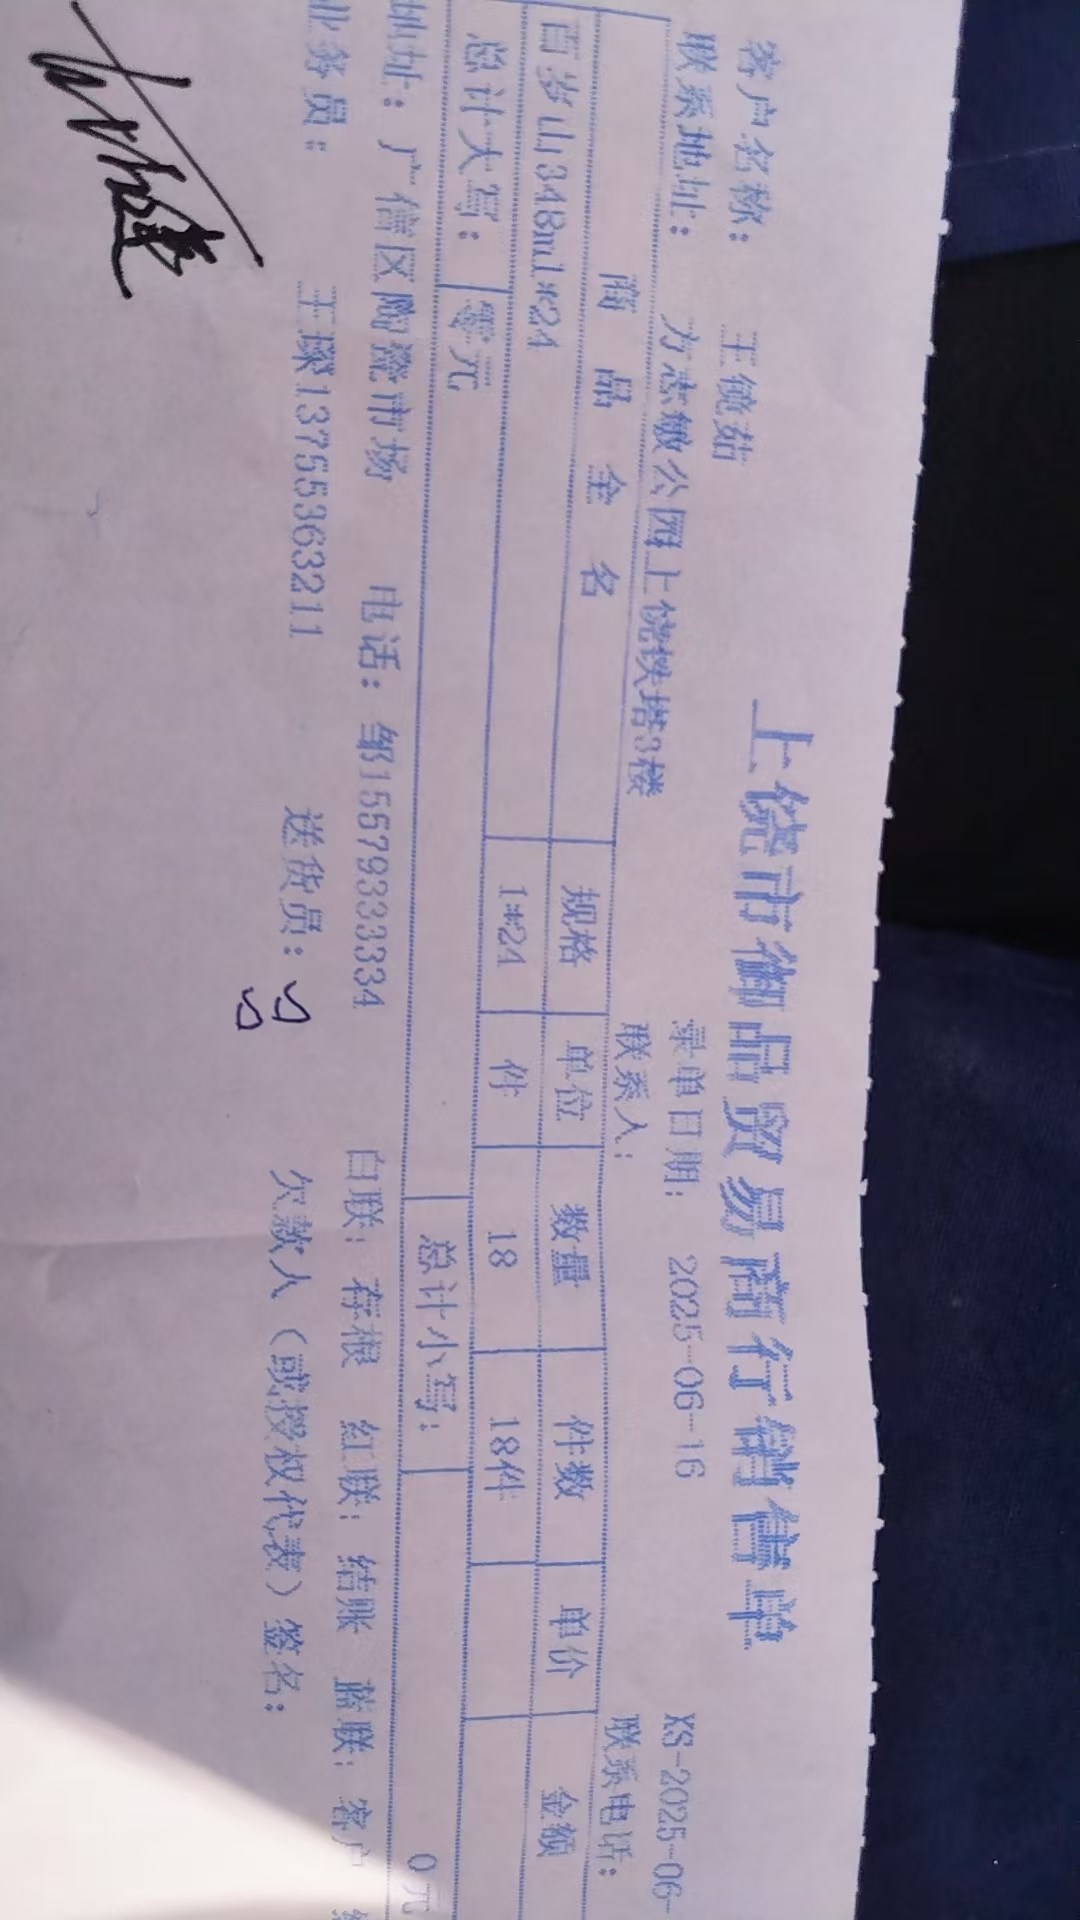 上饶市御品贸易商行销售单
客户名称： 王镜茹 录单日期： 2025-06-16 XS-2025-06-
联系地址： 方志敏公园上饶铁塔3楼 联系人： 联系电话：
商品全名 规格 单位 数量 件数 单价 金额
百岁山348ml*24 1*24 件 18 18件
总计大写： 零元 总计小写： 0元
地址：广信区陶瓷市场 电话：邹15579333334 白联：存根 红联：结账 蓝联：客户
业务员： 王琛13755363211 送货员： 欠款人（或授权代表）签名：